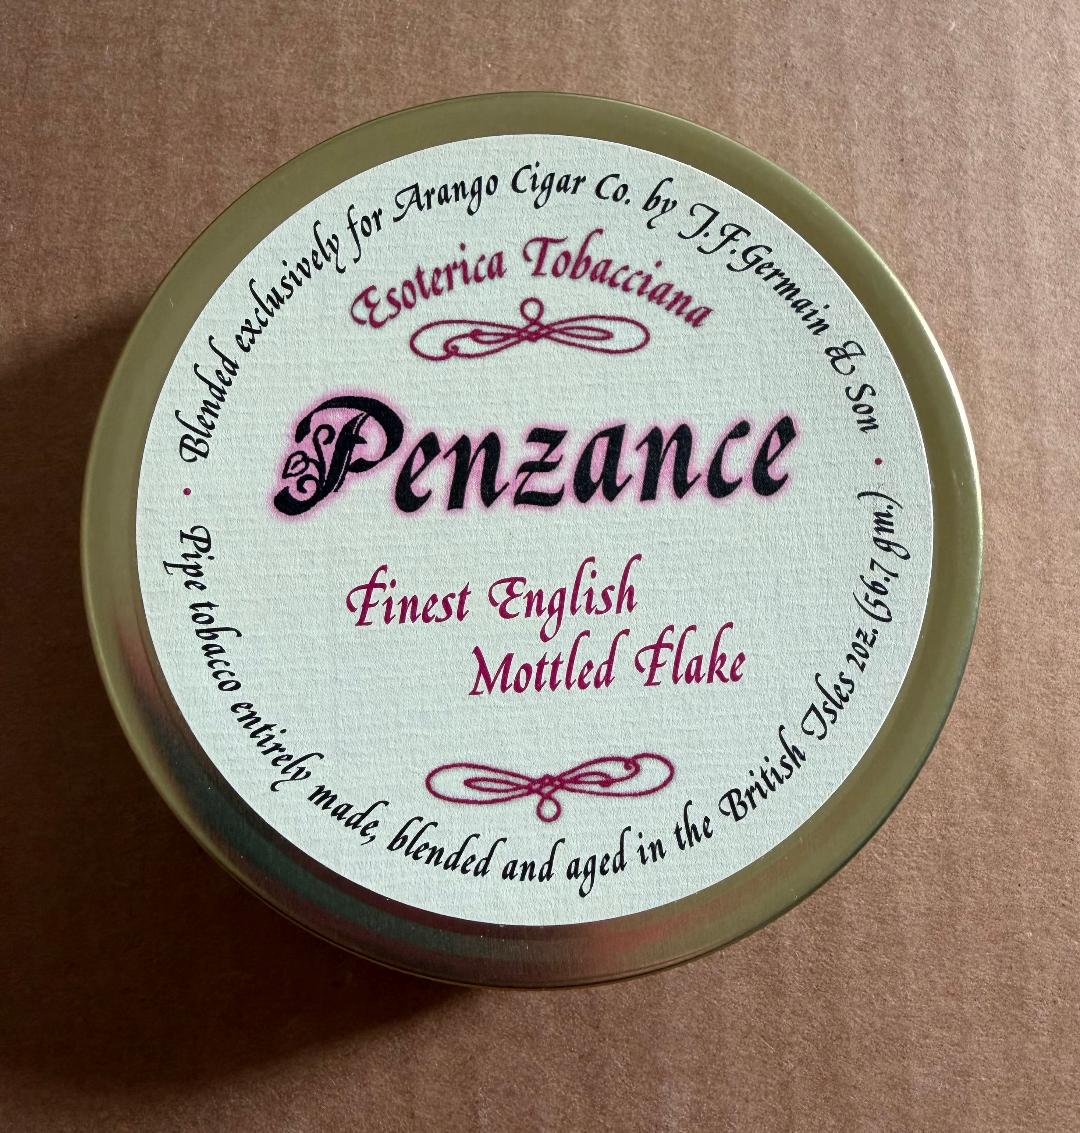 Blended exclusively for Arango Cigar Co. by J.F.Germain & Son
Esoterica Tobacciana
Penzance
Finest English
Mottled Flake
Pipe tobacco entirely made, blended and aged in the British Isles 2oz. (56.7 gm.)